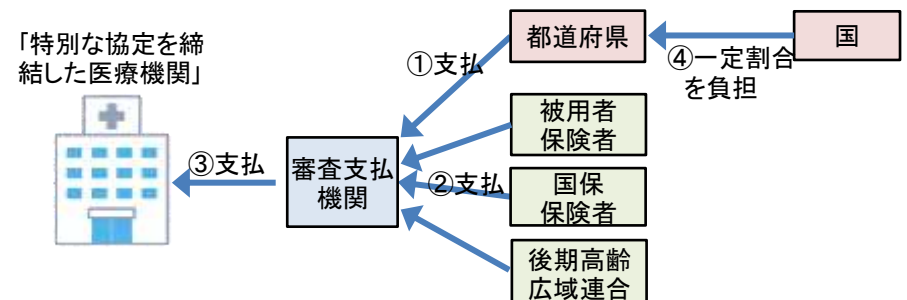 「特別な協定を締
結した医療機関」
①支払
都道府県
国
④一定割合
を負担
被用者
保険者
③支払
審査支払
機関
②支払
国保
保険者
後期高齢
広域連合